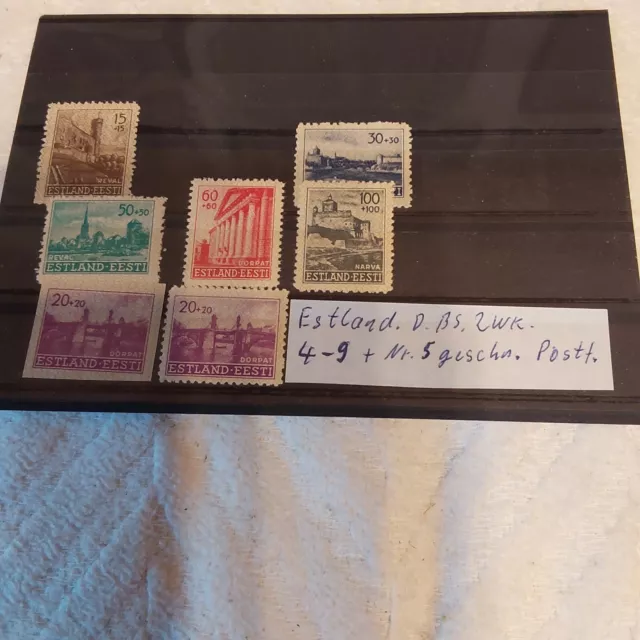 15
+15
REVAL
ESTLAND-EESTI
30+30
50+50
REVAL
ESTLAND-EESTI
60
+60
DORPAT
ESTLAND-EESTI
100
+100
NARVA
ESTLAND-EESTI
20+20
DORPAT
ESTLAND-EESTI
20+20
DORPAT
ESTLAND-EESTI
Estland. D. BS. 2WK.
4-9 + Nr. 5 geschn. Postf.